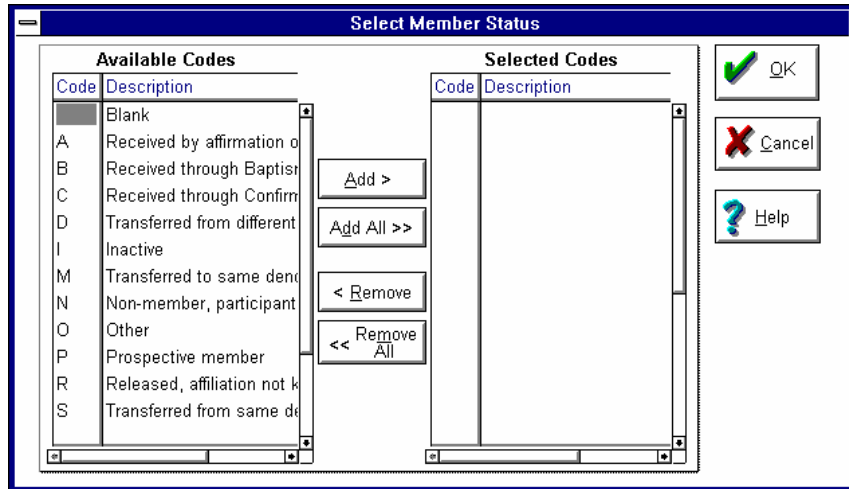 Select Member Status
Available Codes
Code Description
Blank
A Received by affirmation o
B Received through Baptis
C Received through Confirm
D Transferred from different
I Inactive
M Transferred to same deno
N Non-member, participant
O Other
P Prospective member
R Released, affiliation not k
S Transferred from same de
Add >
Add All >>
< Remove
<< Remove
All
Selected Codes
Code Description
OK
Cancel
Help